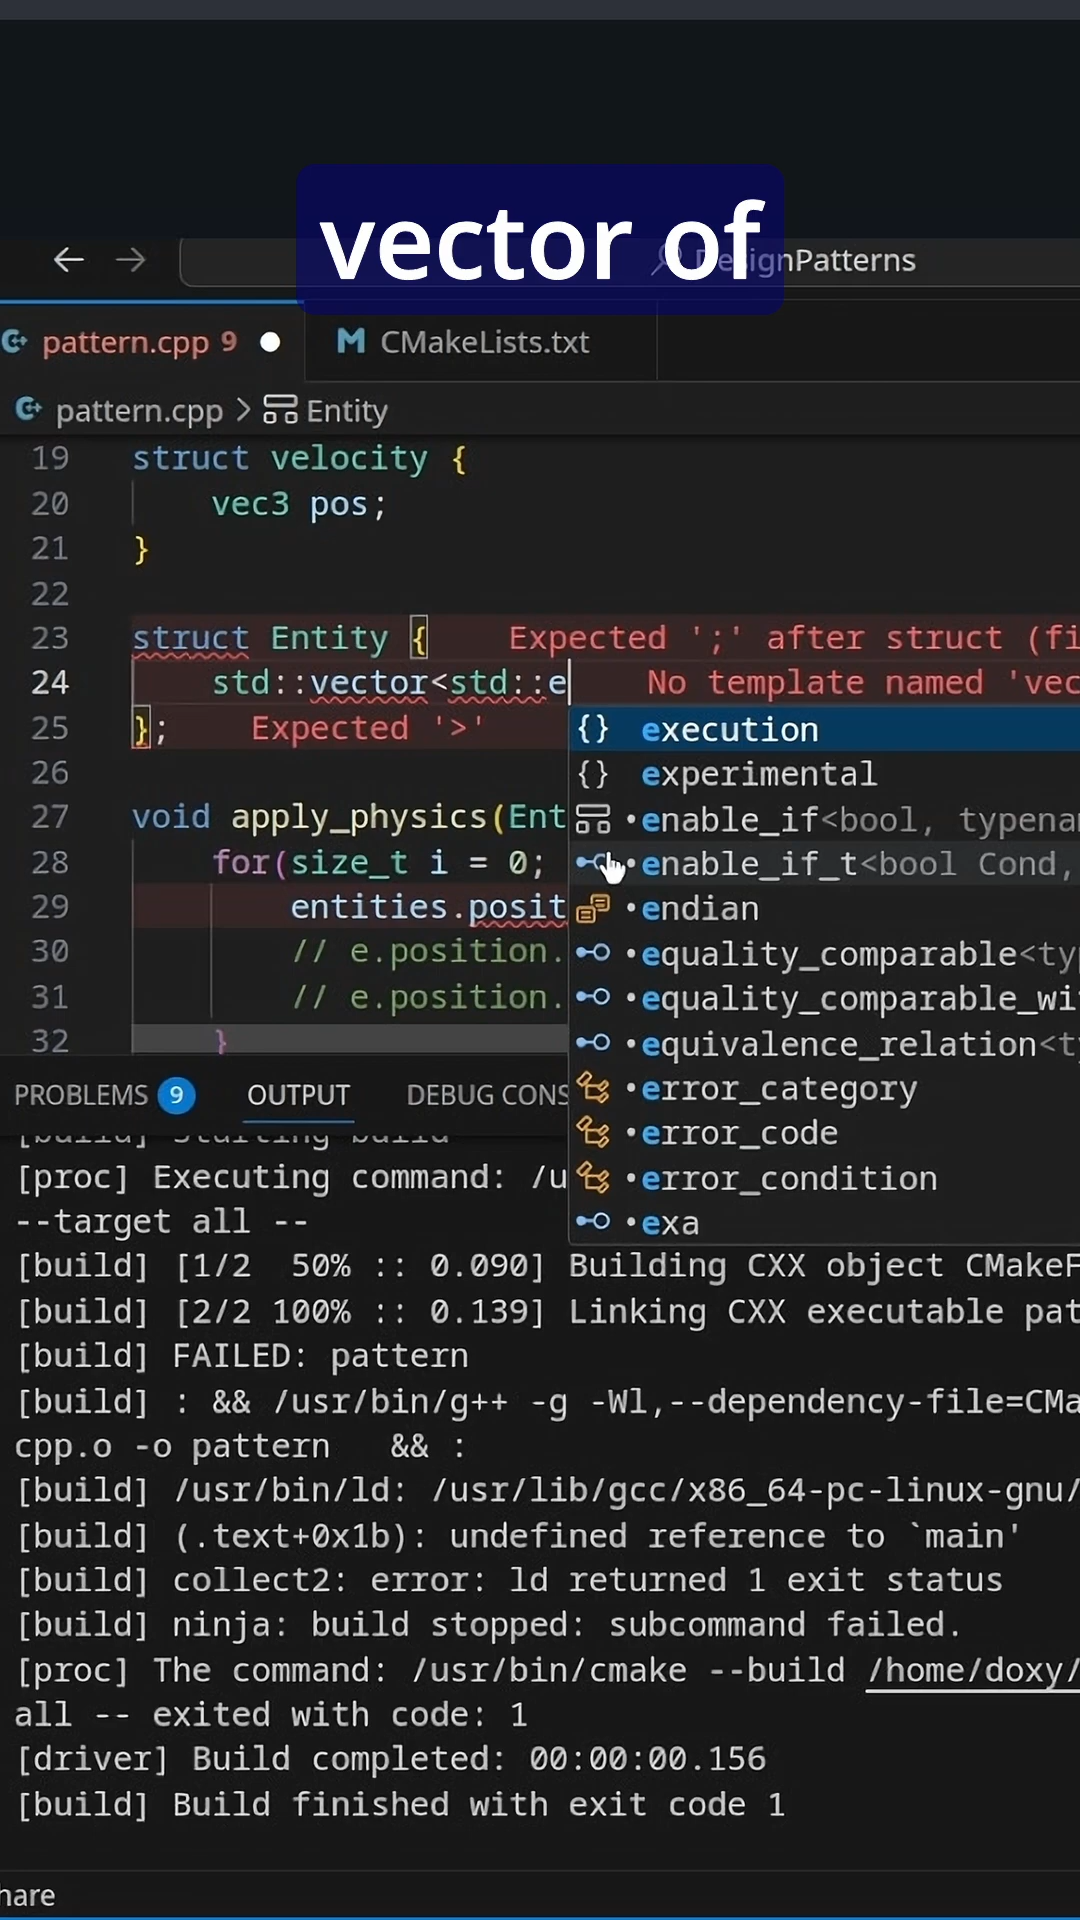 vector of
DesignPatterns
pattern.cpp 9 CMakeLists.txt
pattern.cpp > Entity
19 struct velocity {
20 vec3 pos;
21 }
22
23 struct Entity { Expected ';' after struct (fi
24 std::vector<std::e No template named 'vec
25 }; Expected '>'
26
27 void apply_physics(Ent
28 for(size_t i = 0;
29 entities.posit
30 // e.position.
31 // e.position.
32 }
execution
experimental
enable_if<bool, typena
enable_if_t<bool Cond,
endian
equality_comparable<ty
equality_comparable_wi
equivalence_relation<t
error_category
error_code
error_condition
exa
PROBLEMS 9 OUTPUT DEBUG CONS
[build] Starting build
[proc] Executing command: /u
--target all --
[build] [1/2 50% :: 0.090] Building CXX object CMakeF
[build] [2/2 100% :: 0.139] Linking CXX executable pat
[build] FAILED: pattern
[build] : && /usr/bin/g++ -g -Wl,--dependency-file=CMa
cpp.o -o pattern && :
[build] /usr/bin/ld: /usr/lib/gcc/x86_64-pc-linux-gnu/
[build] (.text+0x1b): undefined reference to `main'
[build] collect2: error: ld returned 1 exit status
[build] ninja: build stopped: subcommand failed.
[proc] The command: /usr/bin/cmake --build /home/doxy/
all -- exited with code: 1
[driver] Build completed: 00:00:00.156
[build] Build finished with exit code 1
hare